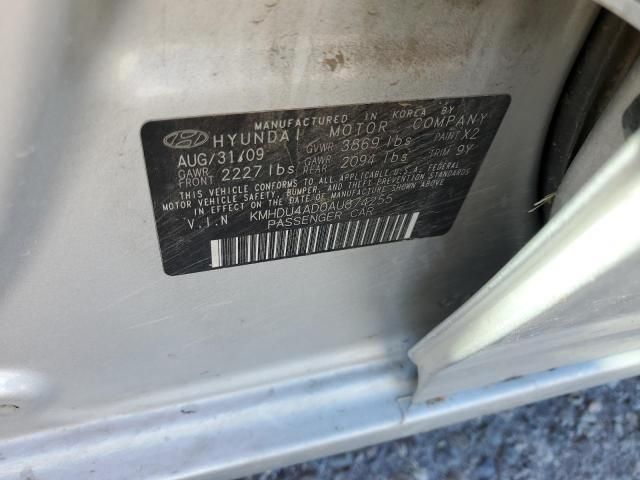 MANUFACTURED IN KOREA BY
HYUNDAI MOTOR COMPANY
AUG/31/09 GVWR 3869 lbs PAINT X2
GAWR FRONT 2227 lbs GAWR REAR 2094 lbs TRIM 9Y
THIS VEHICLE CONFORMS TO ALL APPLICABLE U.S. FEDERAL
MOTOR VEHICLE SAFETY, BUMPER, AND THEFT PREVENTION
STANDARDS IN EFFECT ON THE DATE OF MANUFACTURE SHOWN ABOVE.
V.I.N KMHDU4AD0AU874255
PASSENGER CAR